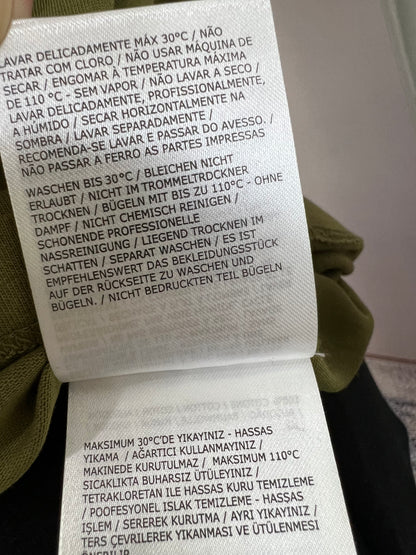 LAVAR DELICADAMENTE MÁX 30°C / NÃO
TRATAR COM CLORO / NÃO USAR MÁQUINA DE
SECAR / ENGOMAR À TEMPERATURA MÁXIMA
DE 110 °C - SEM VAPOR / NÃO LAVAR A SECO /
LAVAR DELICADAMENTE, PROFISSIONALMENTE,
A HÚMIDO / SECAR HORIZONTALMENTE NA
SOMBRA / LAVAR SEPARADAMENTE /
RECOMENDA-SE LAVAR E PASSAR DO AVESSO. /
NÃO PASSAR A FERRO AS PARTES IMPRESSAS
WASCHEN BIS 30°C / BLEICHEN NICHT
ERLAUBT / NICHT IM TROMMELTRDCKNER
TROCKNEN / BÜGELN MIT BIS ZU 110°C - OHNE
DAMPF / NICHT CHEMISCH REINIGEN /
SCHONENDE PROFESSIONELLE
NASSREINIGUNG / LIEGEND TROCKNEN IM
SCHATTEN / SEPARAT WASCHEN / ES IST
EMPFEHLENSWERT DAS BEKLEIDUNGSSTÜCK
AUF DER RÜCKSEITE ZU WASCHEN UND
BÜGELN. / NICHT BEDRUCKTEN TEIL BÜGELN
MAKSIMUM 30°C'DE YIKAYINIZ - HASSAS
YIKAMA / AĞARTICI KULLANMAYINIZ /
MAKINEDE KURUTULMAZ / MAKSIMUM 110°C
SICAKLIKTA BUHARSIZ ÜTÜLEYINIZ /
TETRAKLORETAN ILE HASSAS KURU TEMIZLEME
/ POOFESYONEL ISLAK TEMIZLEME - HASSAS
IŞLEM / SEREREK KURUTMA / AYRI YIKAYINIZ /
TERS ÇEVRILEREK YIKANMASI VE ÜTÜLENMESI